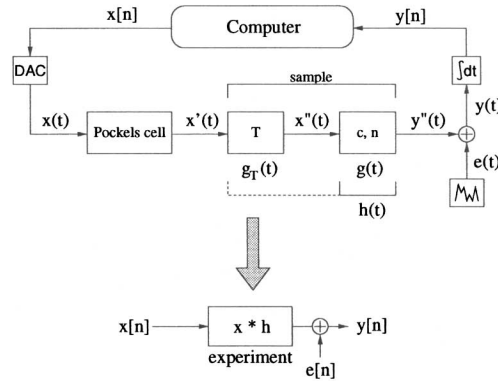 x[n]
Computer
y[n]
DAC
∫dt
sample
x(t)
Pockels cell
x'(t)
T
x"(t)
c, n
y"(t)
y(t)
g_T(t)
g(t)
e(t)
h(t)
x[n]
x * h
y[n]
experiment
e[n]